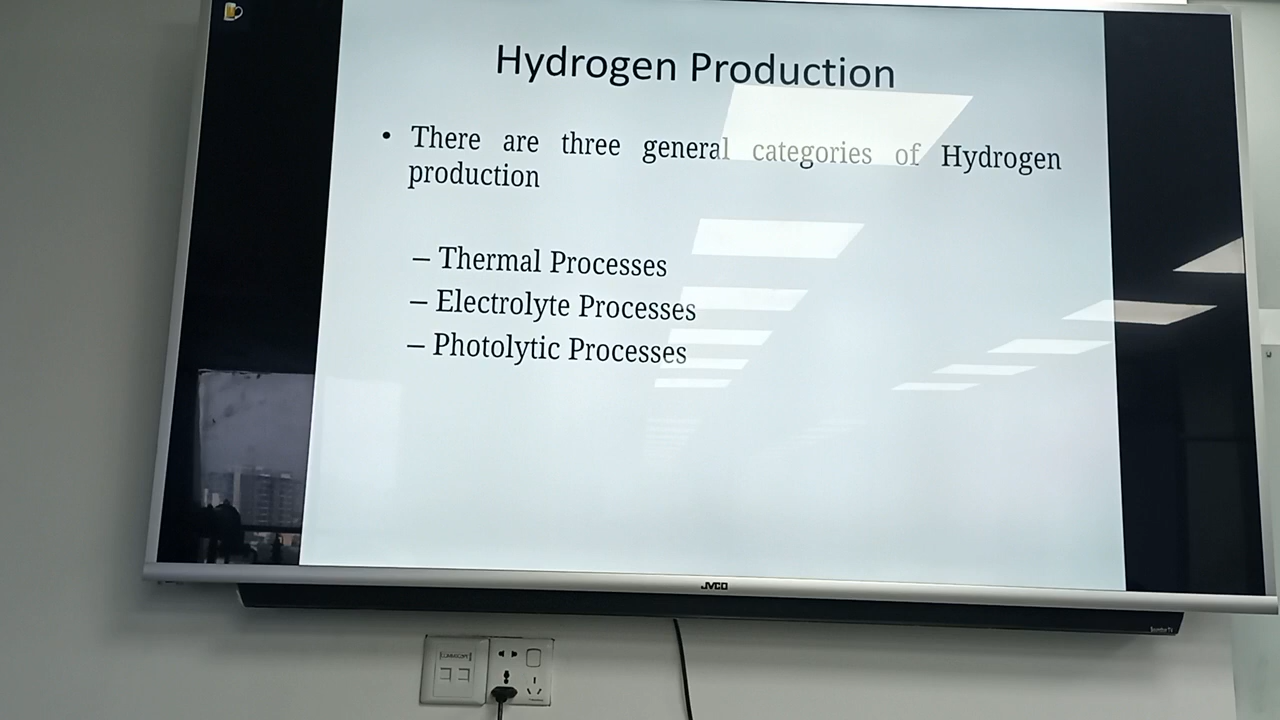 Hydrogen Production
• There are three general categories of Hydrogen
production
– Thermal Processes
– Electrolyte Processes
– Photolytic Processes
JVCO